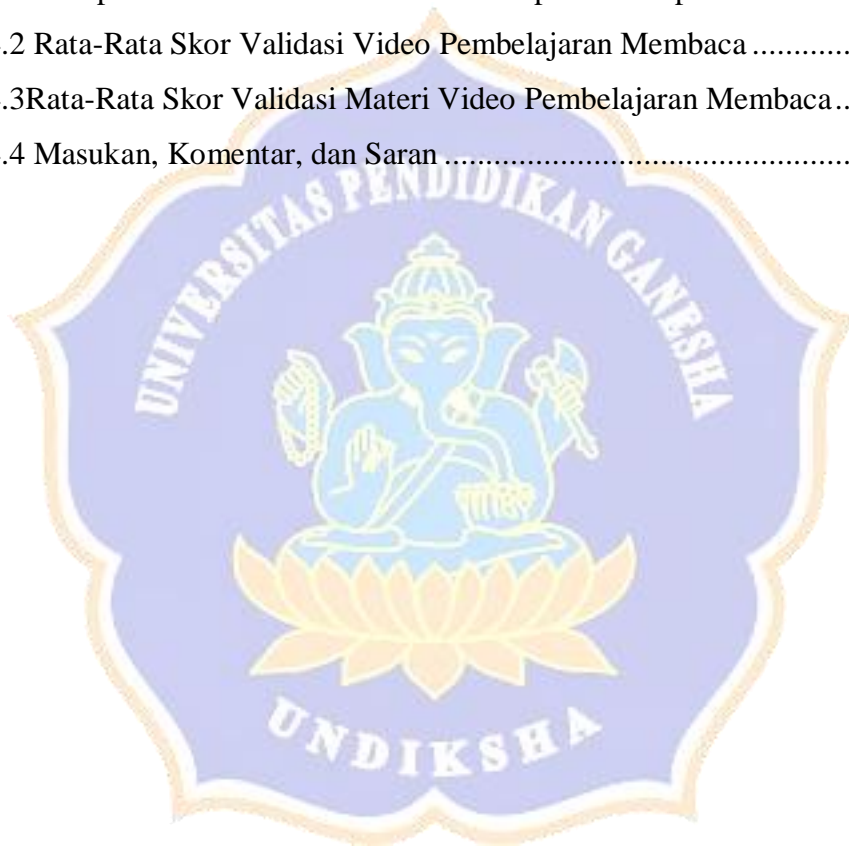 .2 Rata-Rata Skor Validasi Video Pembelajaran Membaca ............
.3Rata-Rata Skor Validasi Materi Video Pembelajaran Membaca..
.4 Masukan, Komentar, dan Saran ..................................................
UNIVERSITAS PENDIDIKAN GANESHA
UNDIKSHA